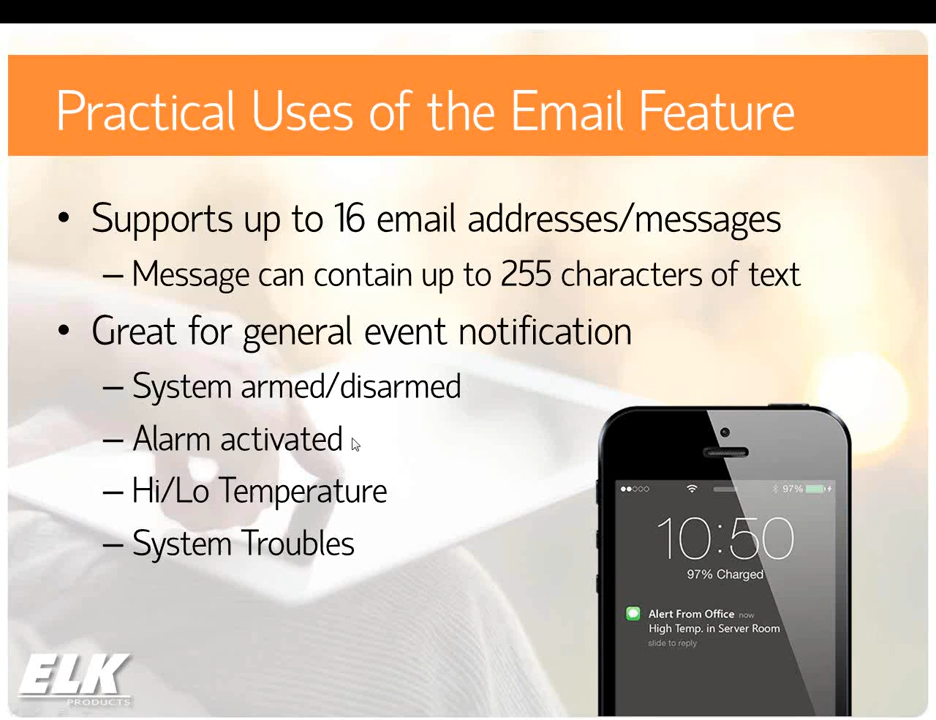 Practical Uses of the Email Feature
• Supports up to 16 email addresses/messages
– Message can contain up to 255 characters of text
• Great for general event notification
– System armed/disarmed
– Alarm activated
– Hi/Lo Temperature
– System Troubles
97%
10:50
97% Charged
Alert From Office now
High Temp. in Server Room
slide to reply
ELK
PRODUCTS